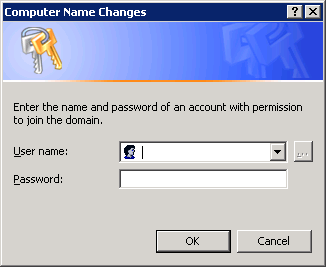 Computer Name Changes
Enter the name and password of an account with permission
to join the domain.
User name:
...
Password:
OK
Cancel